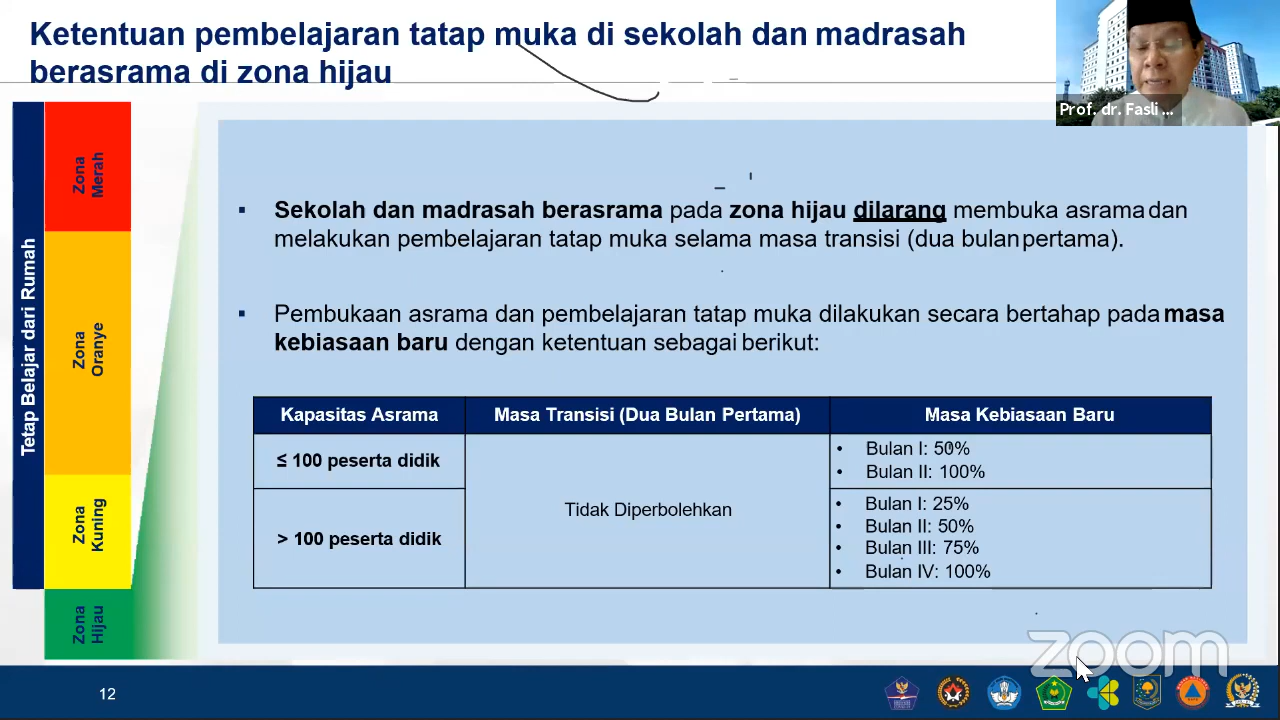 Ketentuan pembelajaran tatap muka di sekolah dan madrasah
berasrama di zona hijau
Prof. dr. Fasli ...
Tetap Belajar dari Rumah
Zona
Merah
Zona
Oranye
Zona
Kuning
Zona
Hijau
▪ Sekolah dan madrasah berasrama pada zona hijau dilarang membuka asrama dan
melakukan pembelajaran tatap muka selama masa transisi (dua bulan pertama).
▪ Pembukaan asrama dan pembelajaran tatap muka dilakukan secara bertahap pada masa
kebiasaan baru dengan ketentuan sebagai berikut:
Kapasitas Asrama Masa Transisi (Dua Bulan Pertama) Masa Kebiasaan Baru
≤ 100 peserta didik
> 100 peserta didik
Tidak Diperbolehkan
• Bulan I: 50%
• Bulan II: 100%
• Bulan I: 25%
• Bulan II: 50%
• Bulan III: 75%
• Bulan IV: 100%
zoom
12